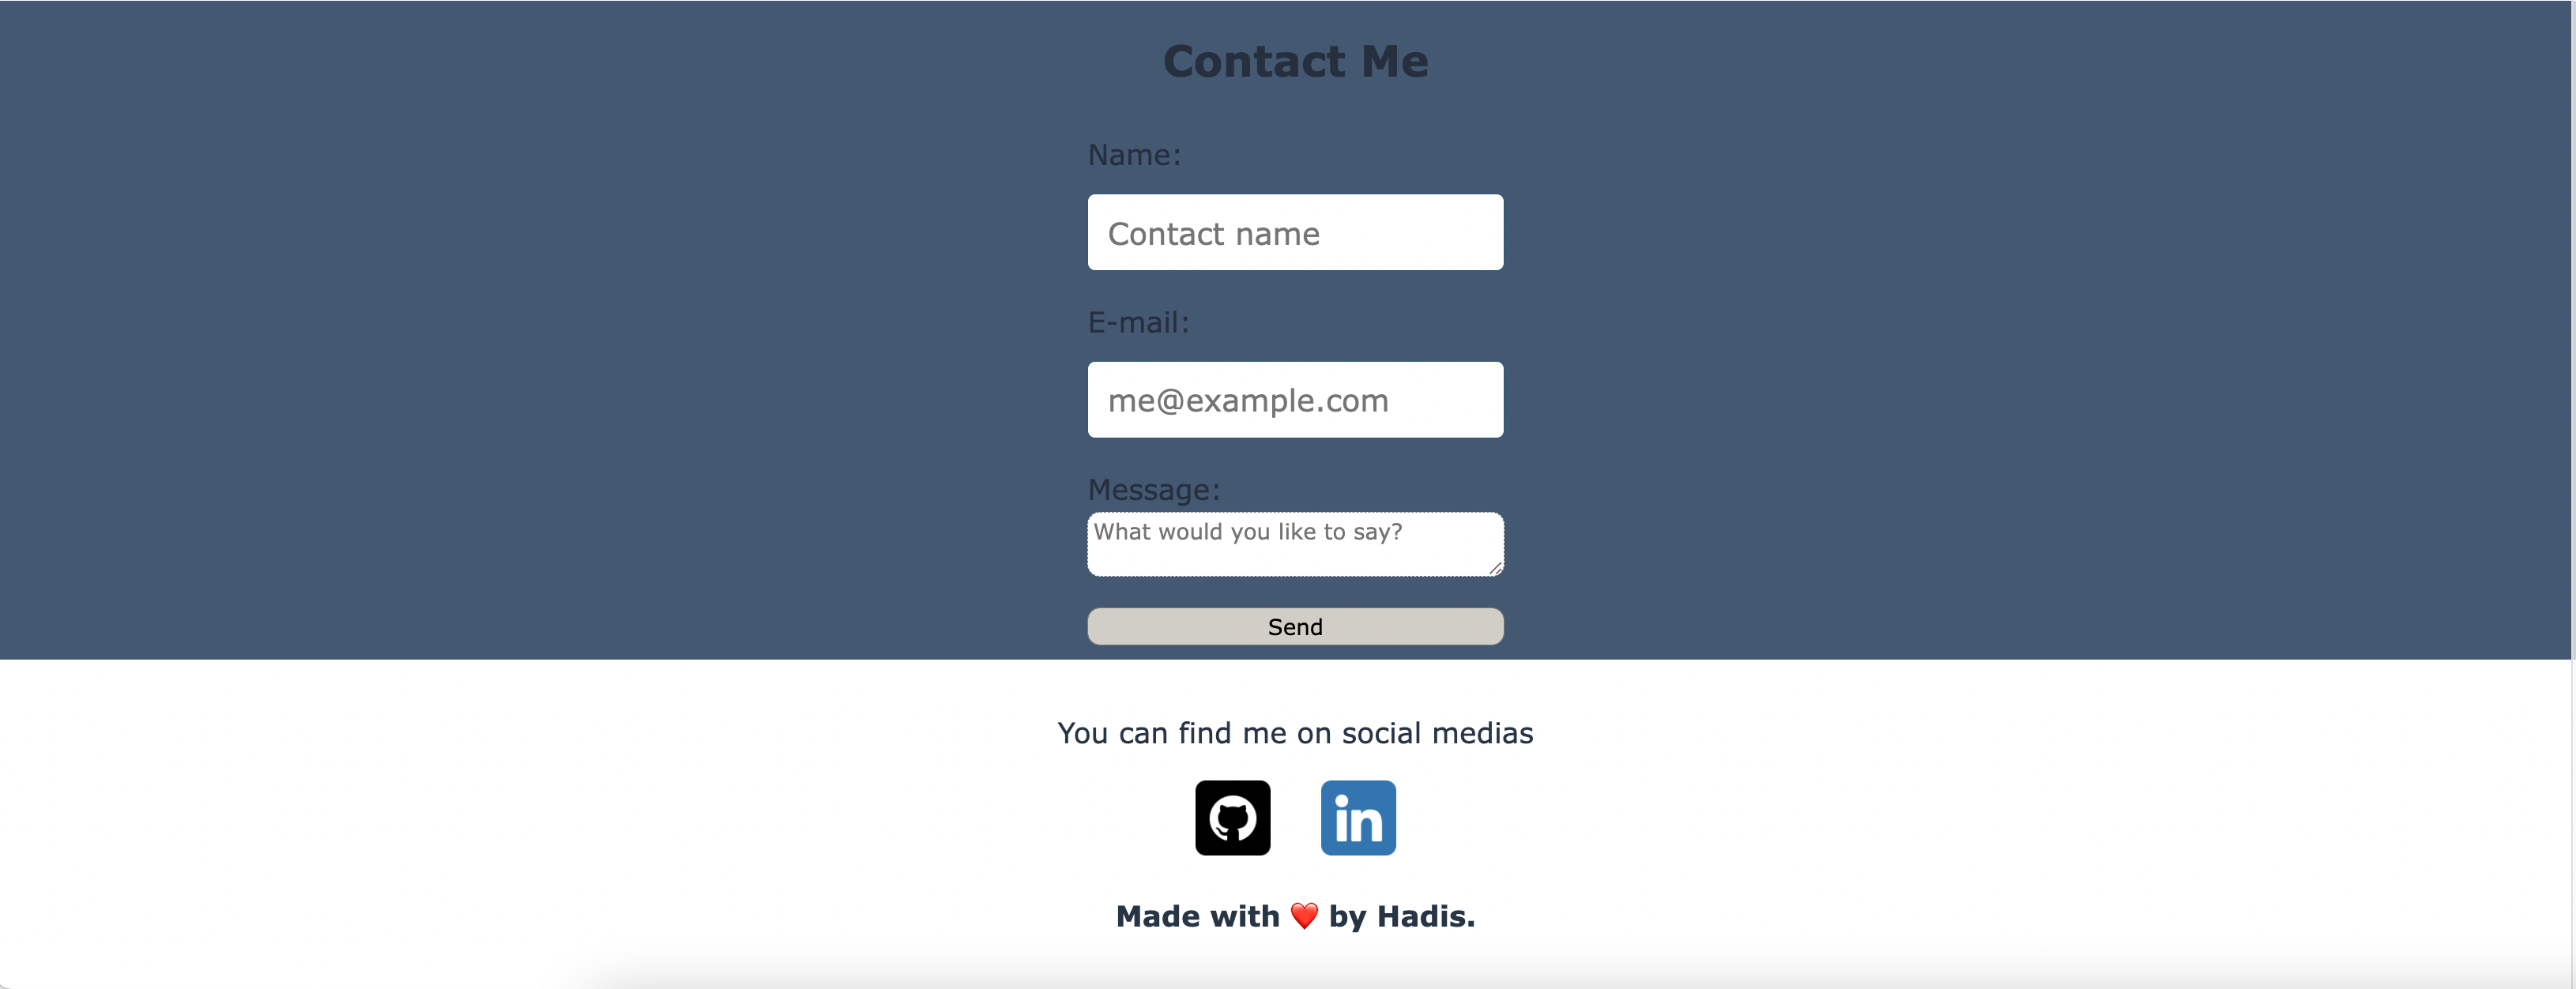 Contact Me
Name:
Contact name
E-mail:
me@example.com
Message:
What would you like to say?
Send
You can find me on social medias
in
Made with ❤️ by Hadis.